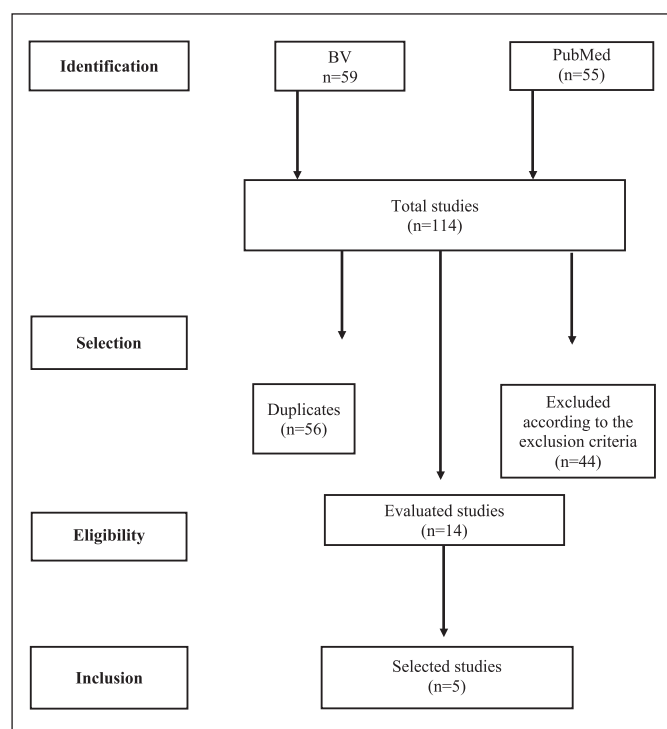 Identification
BV
n=59
PubMed
(n=55)
Total studies
(n=114)
Selection
Duplicates
(n=56)
Excluded
according to the
exclusion criteria
(n=44)
Eligibility
Evaluated studies
(n=14)
Inclusion
Selected studies
(n=5)